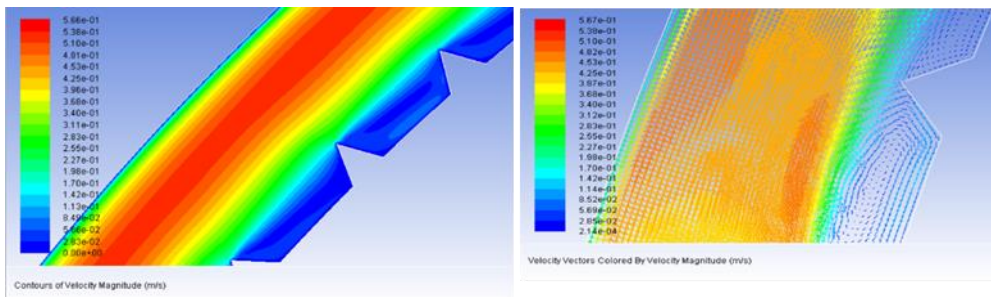 5.66e-01
5.38e-01
5.10e-01
4.81e-01
4.53e-01
4.25e-01
3.96e-01
3.68e-01
3.40e-01
3.11e-01
2.83e-01
2.55e-01
2.27e-01
1.98e-01
1.70e-01
1.42e-01
1.13e-01
8.49e-02
5.66e-02
2.83e-02
0.00e+00
Contours of Velocity Magnitude (m/s)
5.67e-01
5.38e-01
5.10e-01
4.82e-01
4.53e-01
4.25e-01
3.97e-01
3.68e-01
3.40e-01
3.12e-01
2.83e-01
2.55e-01
2.27e-01
1.98e-01
1.70e-01
1.42e-01
1.14e-01
8.52e-02
5.69e-02
2.85e-02
2.14e-04
Velocity Vectors Colored By Velocity Magnitude (m/s)